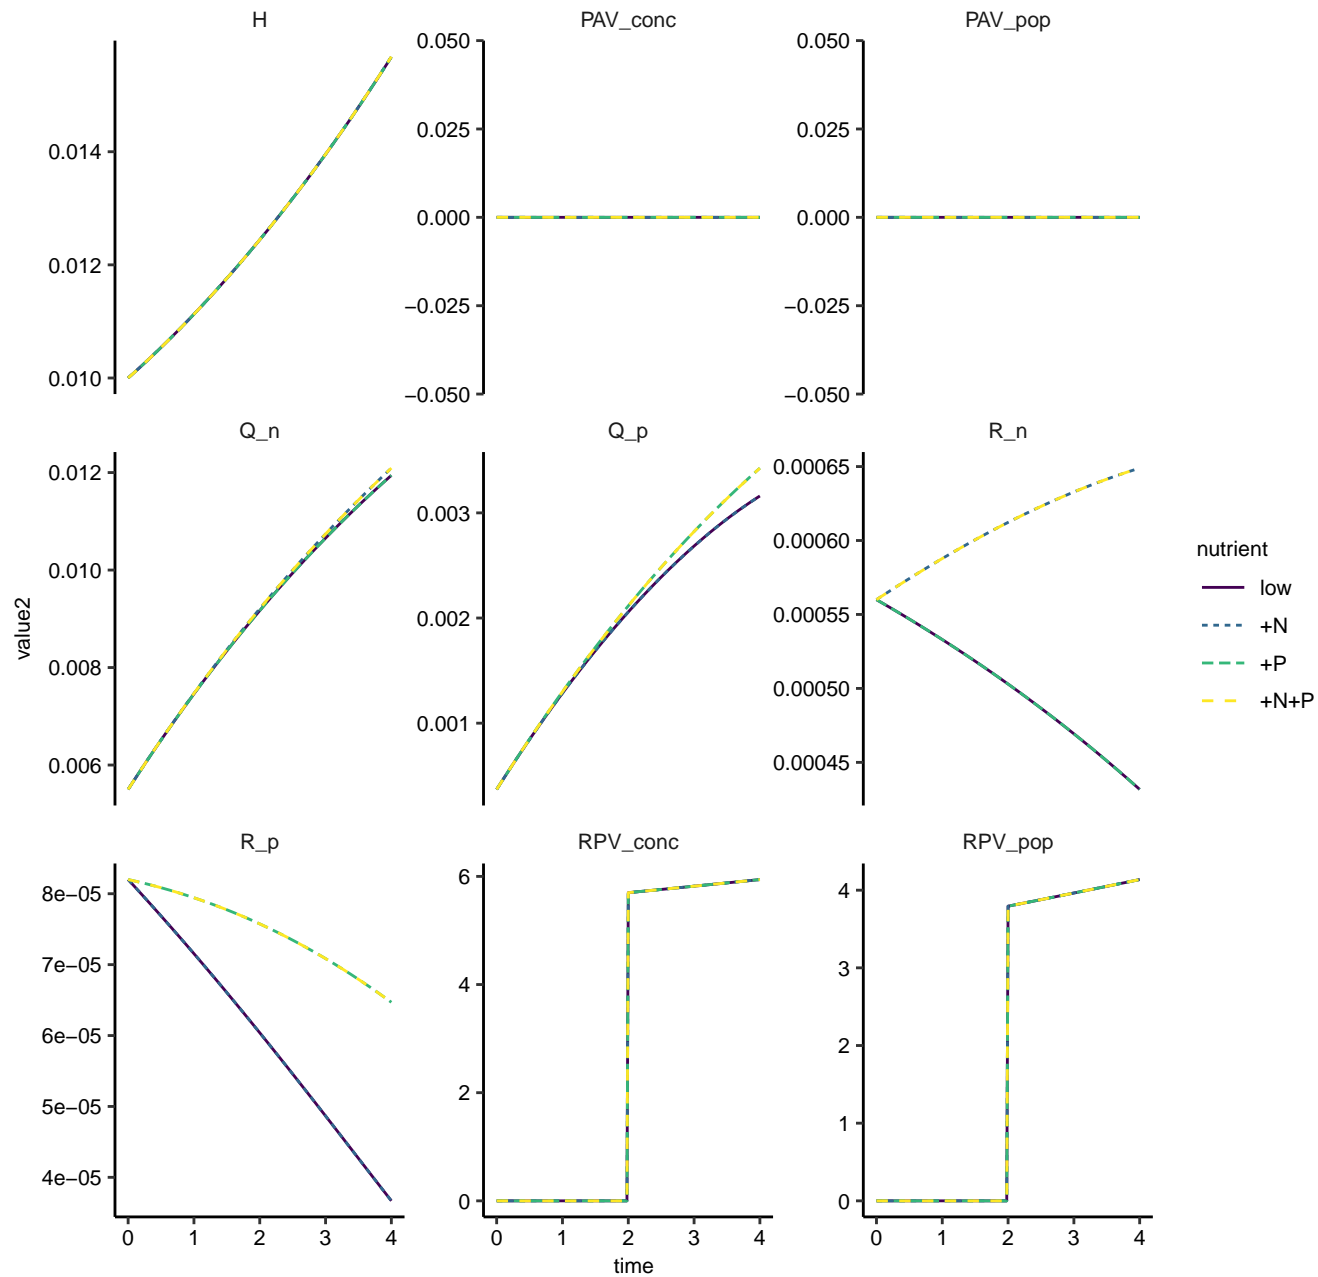 H
PAV_conc
PAV_pop
0.014
0.012
0.010
0.050
0.025
0.000
−0.025
−0.050
0.050
0.025
0.000
−0.025
−0.050
Q_n
Q_p
R_n
0.012
0.010
0.008
0.006
0.003
0.002
0.001
0.00065
0.00060
0.00055
0.00050
0.00045
value2
nutrient
low
+N
+P
+N+P
R_p
RPV_conc
RPV_pop
8e−05
7e−05
6e−05
5e−05
4e−05
6
4
2
0
4
3
2
1
0
0 1 2 3 4
0 1 2 3 4
0 1 2 3 4
time